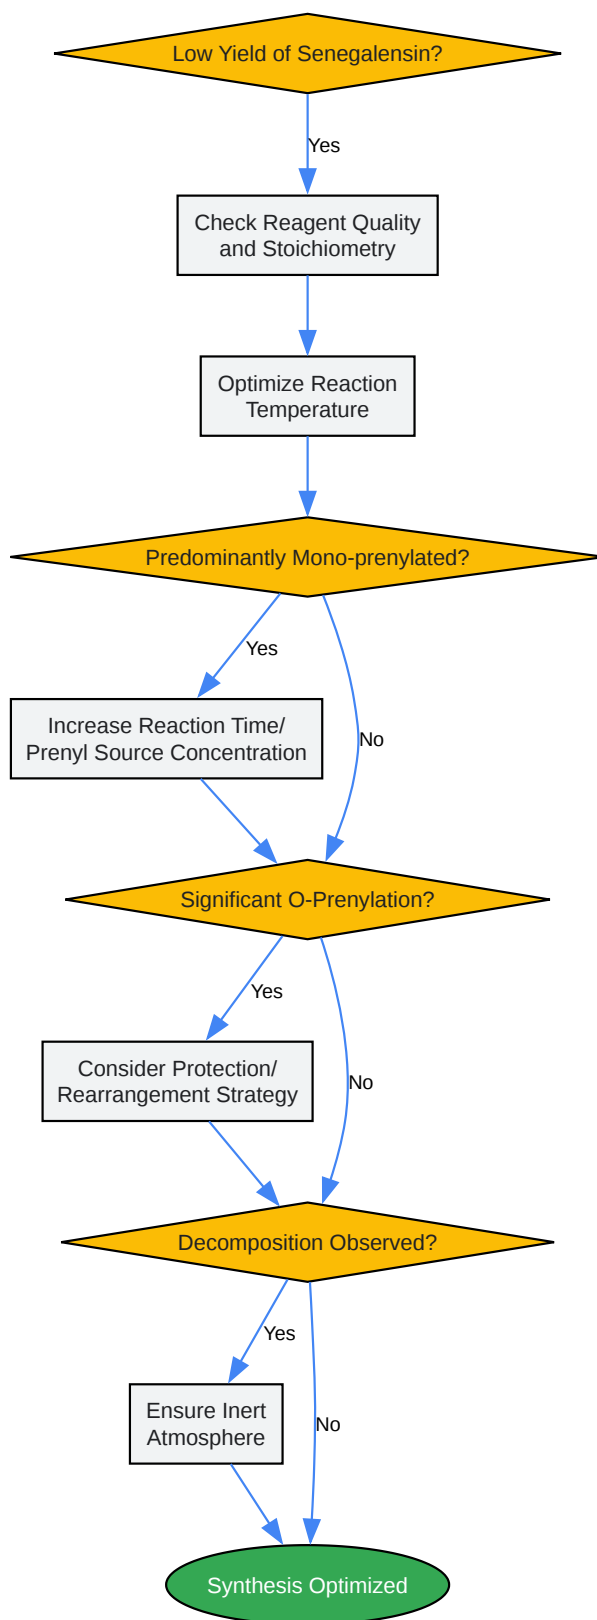 Low Yield of Senegalensin?
Yes
Check Reagent Quality
and Stoichiometry
Optimize Reaction
Temperature
Predominantly Mono-prenylated?
Yes
Increase Reaction Time/
Prenyl Source Concentration
No
Significant O-Prenylation?
Yes
Consider Protection/
Rearrangement Strategy
No
Decomposition Observed?
Yes
Ensure Inert
Atmosphere
No
Synthesis Optimized